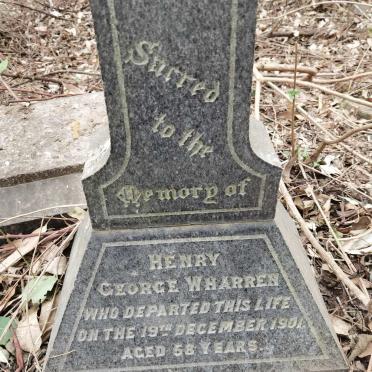 Sacred
to the
Memory of
HENRY
GEORGE WHARREN
WHO DEPARTED THIS LIFE
ON THE 19TH DECEMBER 1901
AGED 58 YEARS.